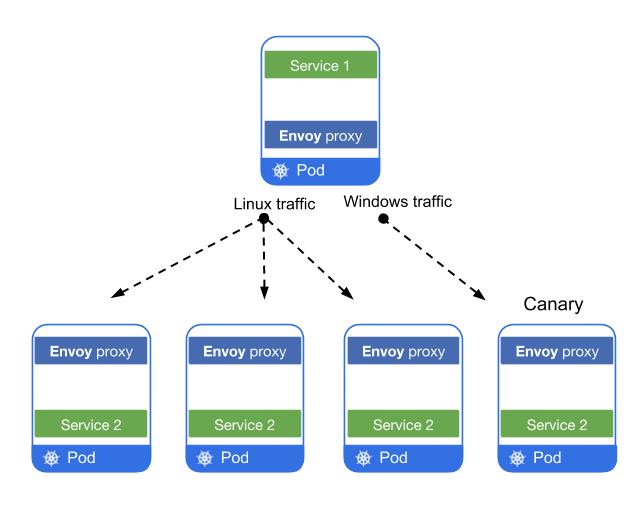 Service 1
Envoy proxy
Pod
Linux traffic
Windows traffic
Canary
Envoy proxy
Envoy proxy
Envoy proxy
Envoy proxy
Service 2
Service 2
Service 2
Service 2
Pod
Pod
Pod
Pod